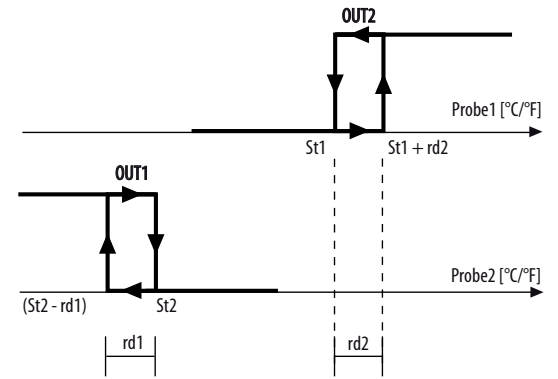 OUT2
Probe1 [°C/°F]
St1
St1 + rd2
OUT1
Probe2 [°C/°F]
(St2 - rd1)
St2
rd1
rd2